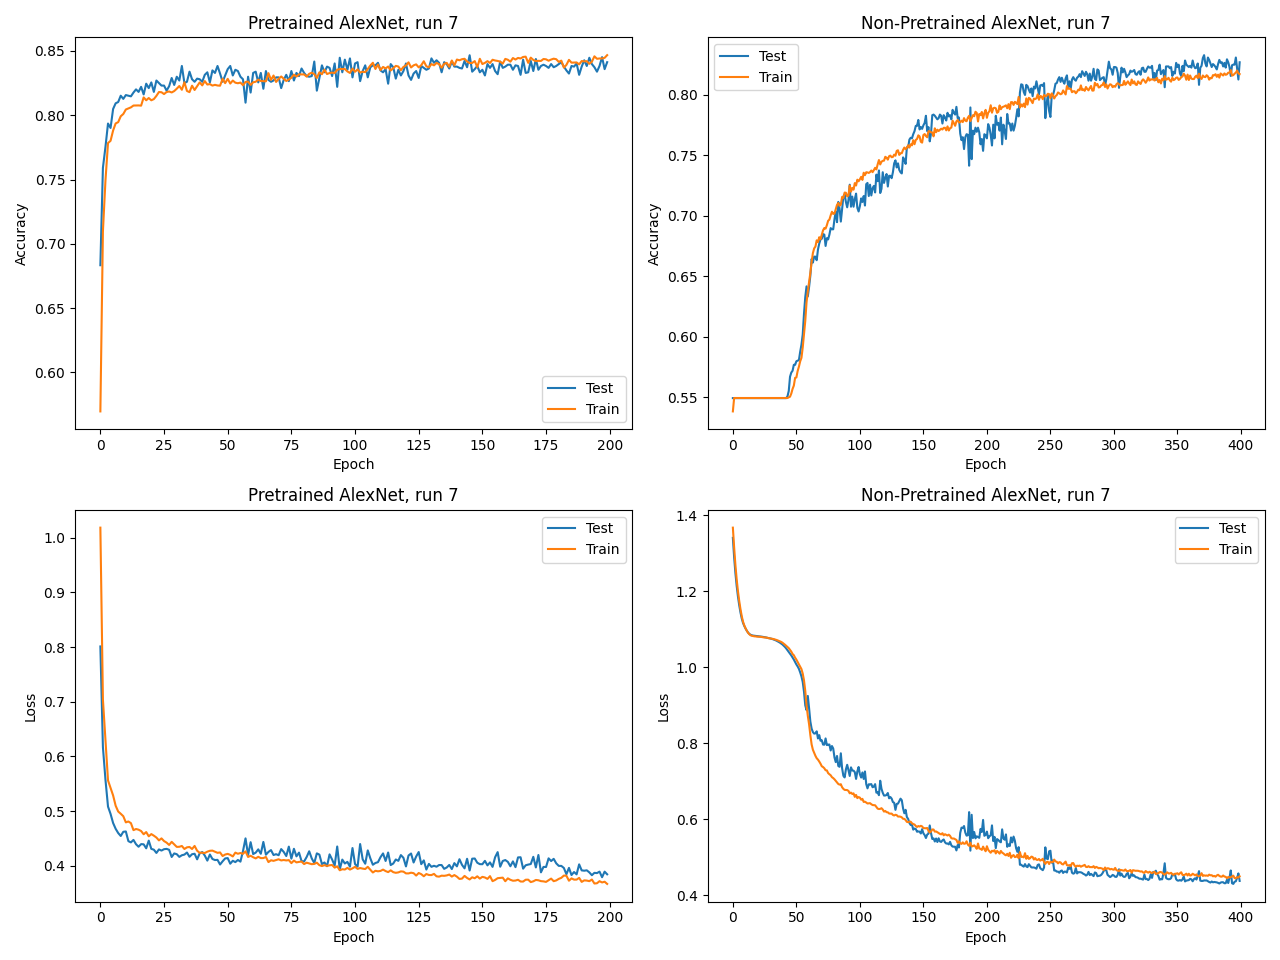 Pretrained AlexNet, run 7
0.85
0.80
0.75
0.70
0.65
0.60
Accuracy
Test
Train
0 25 50 75 100 125 150 175 200
Epoch
Non-Pretrained AlexNet, run 7
Test
Train
0.80
0.75
0.70
0.65
0.60
0.55
Accuracy
0 50 100 150 200 250 300 350 400
Epoch
Pretrained AlexNet, run 7
Test
Train
1.0
0.9
0.8
0.7
0.6
0.5
0.4
Loss
0 25 50 75 100 125 150 175 200
Epoch
Non-Pretrained AlexNet, run 7
Test
Train
1.4
1.2
1.0
0.8
0.6
0.4
Loss
0 50 100 150 200 250 300 350 400
Epoch